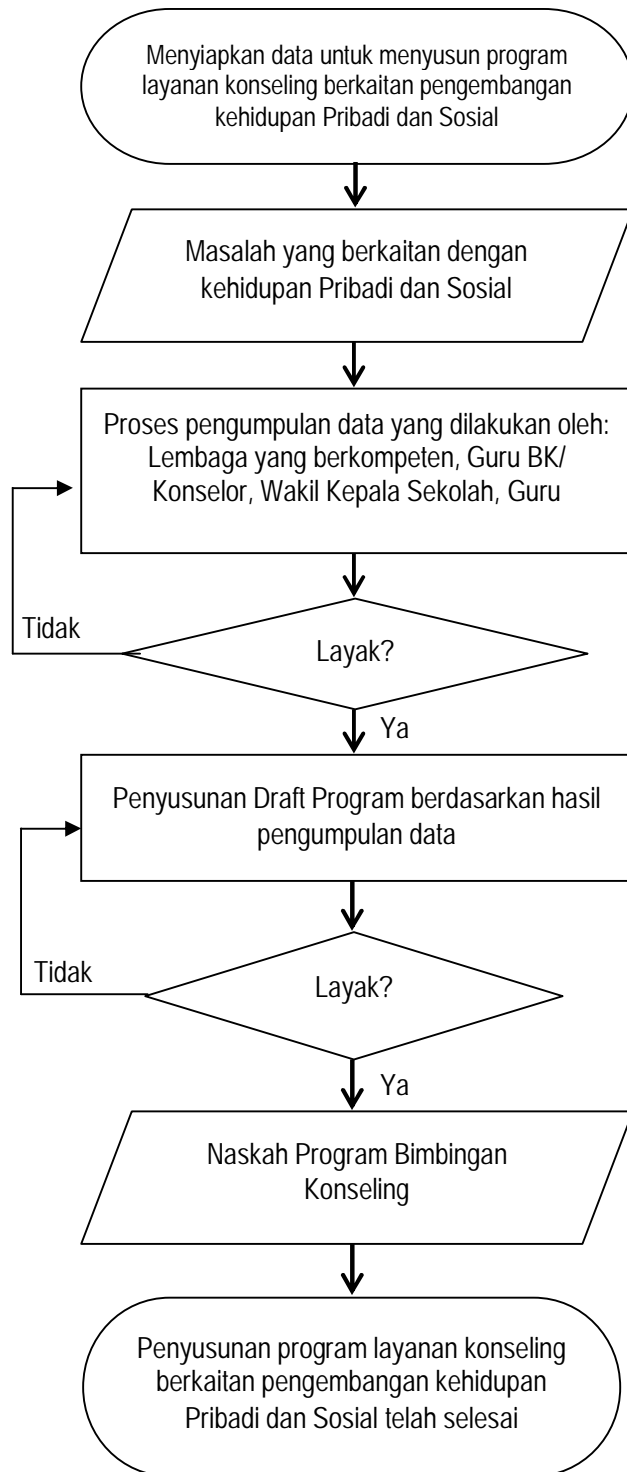 Menyiapkan data untuk menyusun program
layanan konseling berkaitan pengembangan
kehidupan Pribadi dan Sosial
Masalah yang berkaitan dengan
kehidupan Pribadi dan Sosial
Proses pengumpulan data yang dilakukan oleh:
Lembaga yang berkompeten, Guru BK/
Konselor, Wakil Kepala Sekolah, Guru
Tidak
Layak?
Ya
Penyusunan Draft Program berdasarkan hasil
pengumpulan data
Tidak
Layak?
Ya
Naskah Program Bimbingan
Konseling
Penyusunan program layanan konseling
berkaitan pengembangan kehidupan
Pribadi dan Sosial telah selesai